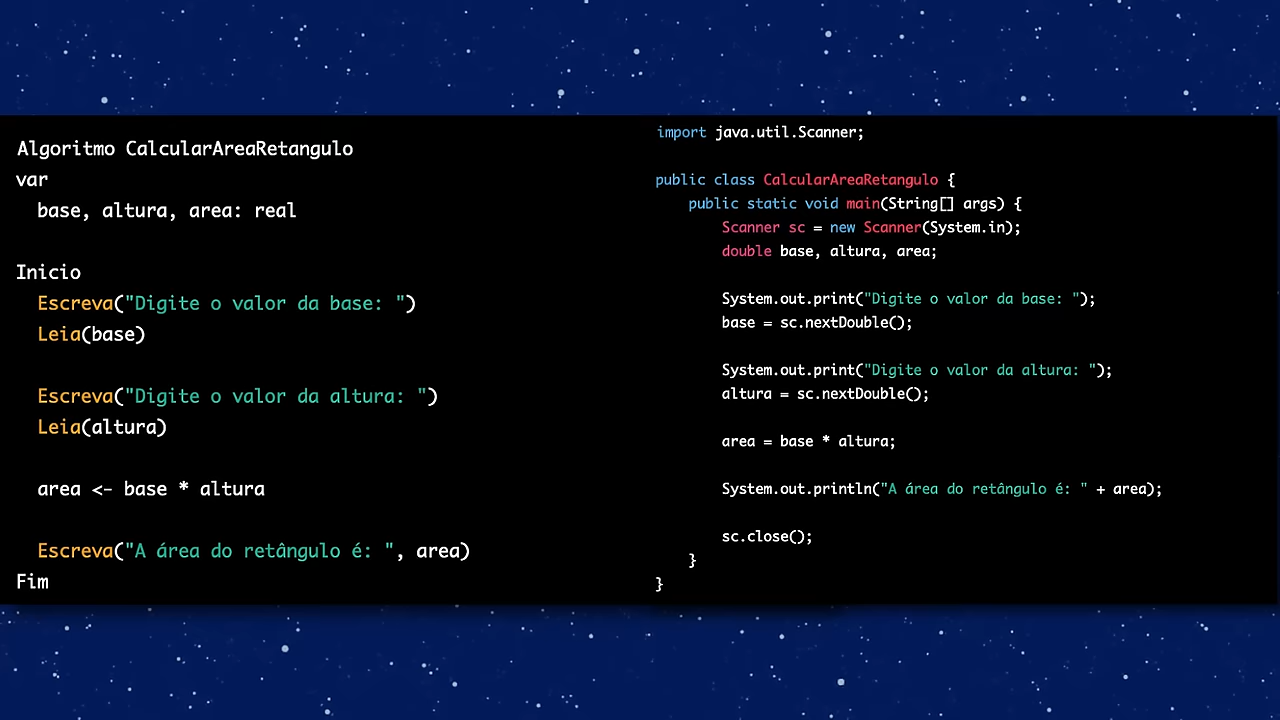 Algoritmo CalcularAreaRetangulo
var
base, altura, area: real
Inicio
Escreva("Digite o valor da base: ")
Leia(base)
Escreva("Digite o valor da altura: ")
Leia(altura)
area <- base * altura
Escreva("A área do retângulo é: ", area)
Fim
import java.util.Scanner;
public class CalcularAreaRetangulo {
public static void main(String[] args) {
Scanner sc = new Scanner(System.in);
double base, altura, area;
System.out.print("Digite o valor da base: ");
base = sc.nextDouble();
System.out.print("Digite o valor da altura: ");
altura = sc.nextDouble();
area = base * altura;
System.out.println("A área do retângulo é: " + area);
sc.close();
}
}